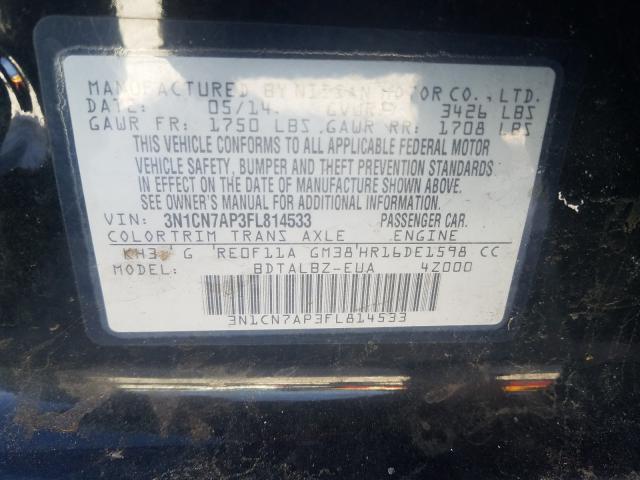 MANUFACTURED BY NISSAN MOTOR CO., LTD.
DATE: 05/14 GVWR: 3426 LBS
GAWR FR: 1750 LBS GAWR RR: 1708 LBS
THIS VEHICLE CONFORMS TO ALL APPLICABLE FEDERAL MOTOR
VEHICLE SAFETY, BUMPER AND THEFT PREVENTION STANDARDS
IN EFFECT ON THE DATE OF MANUFACTURE SHOWN ABOVE.
SEE OWNER'S MANUAL FOR ADDITIONAL INFORMATION.
VIN: 3N1CN7AP3FL814533 PASSENGER CAR.
COLOR TRIM TRANS AXLE ENGINE
KH3 G RE0F11A GM38 HR16DE1598 CC
MODEL: BDTALBZ-EUA 4Z000
3N1CN7AP3FL814533